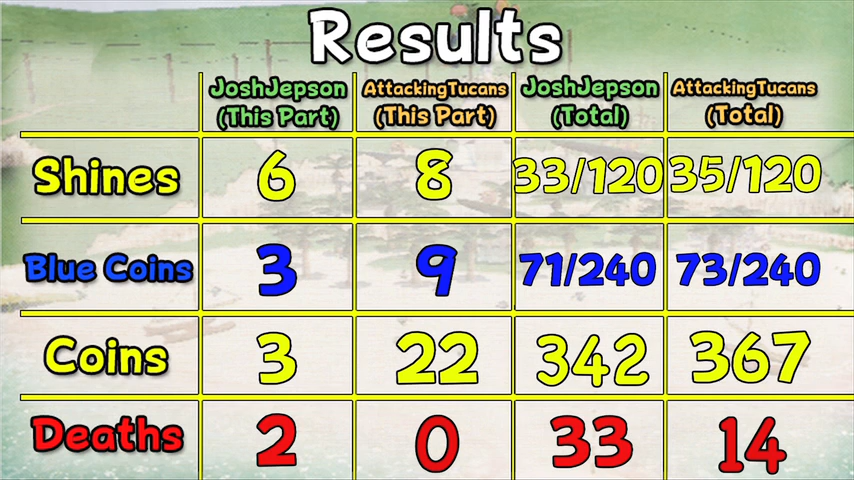 Results
JoshJepson AttackingTucans JoshJepson AttackingTucans
(This Part) (This Part) (Total) (Total)
Shines 6 8 33/120 35/120
Blue Coins 3 9 71/240 73/240
Coins 3 22 342 367
Deaths 2 0 33 14